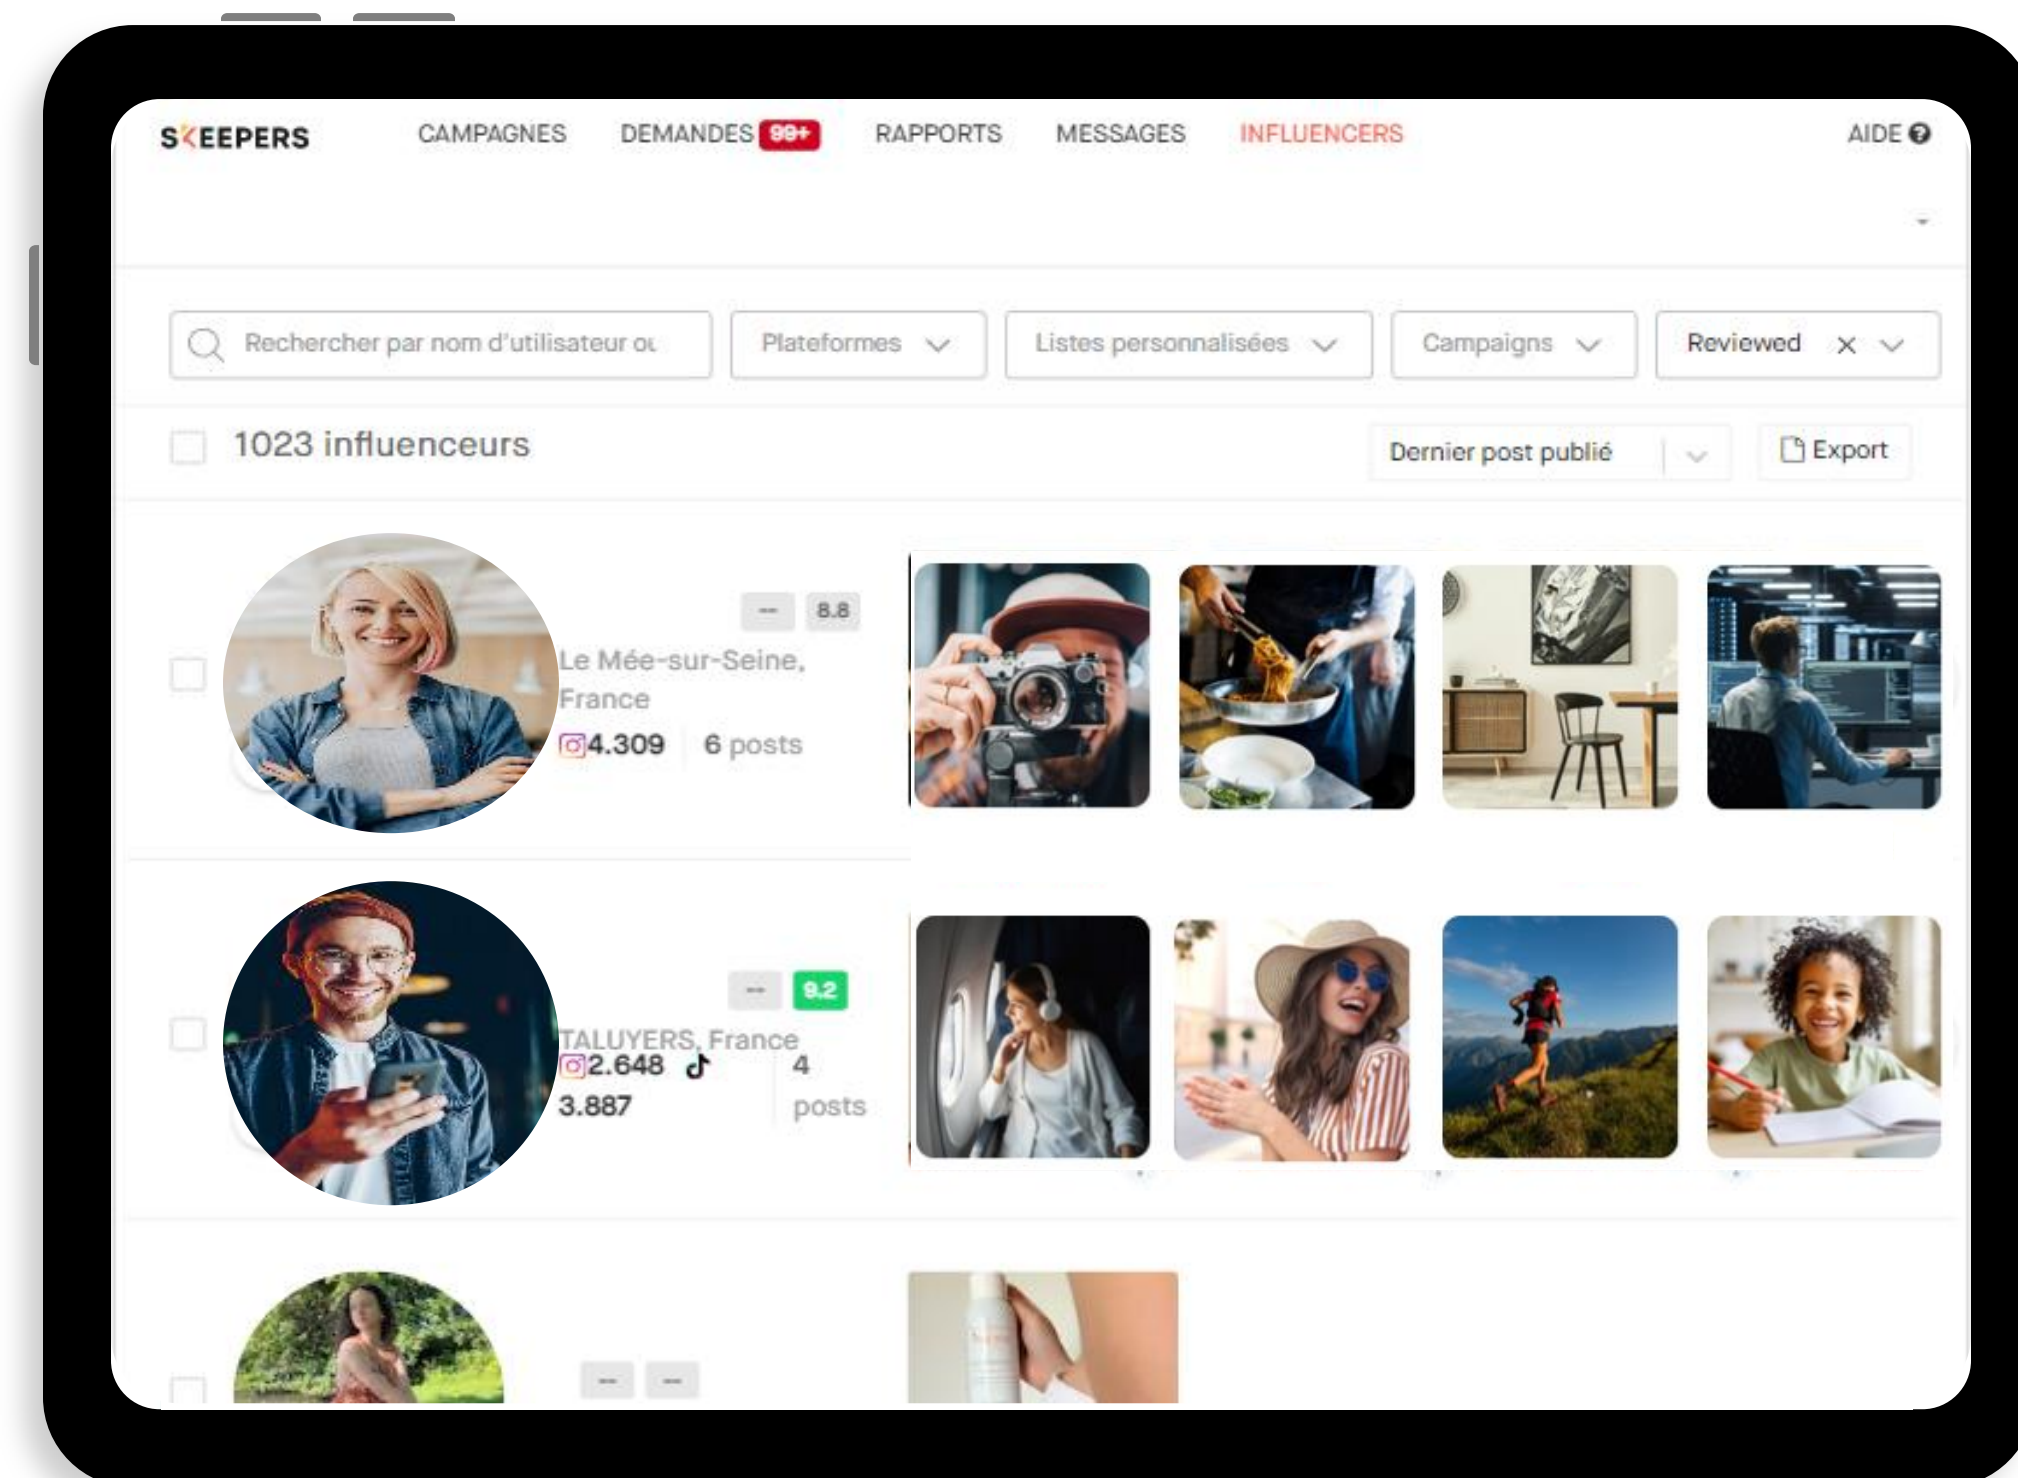 SKEEPERS CAMPAGNES DEMANDES 99+ RAPPORTS MESSAGES INFLUENCERS AIDE
Rechercher par nom d'utilisateur ou Plateformes Listes personnalisées Campaigns Reviewed
1023 influenceurs Dernier post publié Export
-- 8.8
Le Mée-sur-Seine,
France
4.309 6 posts
-- 9.2
TALUYERS, France
2.648 4
3.887 posts
-- --